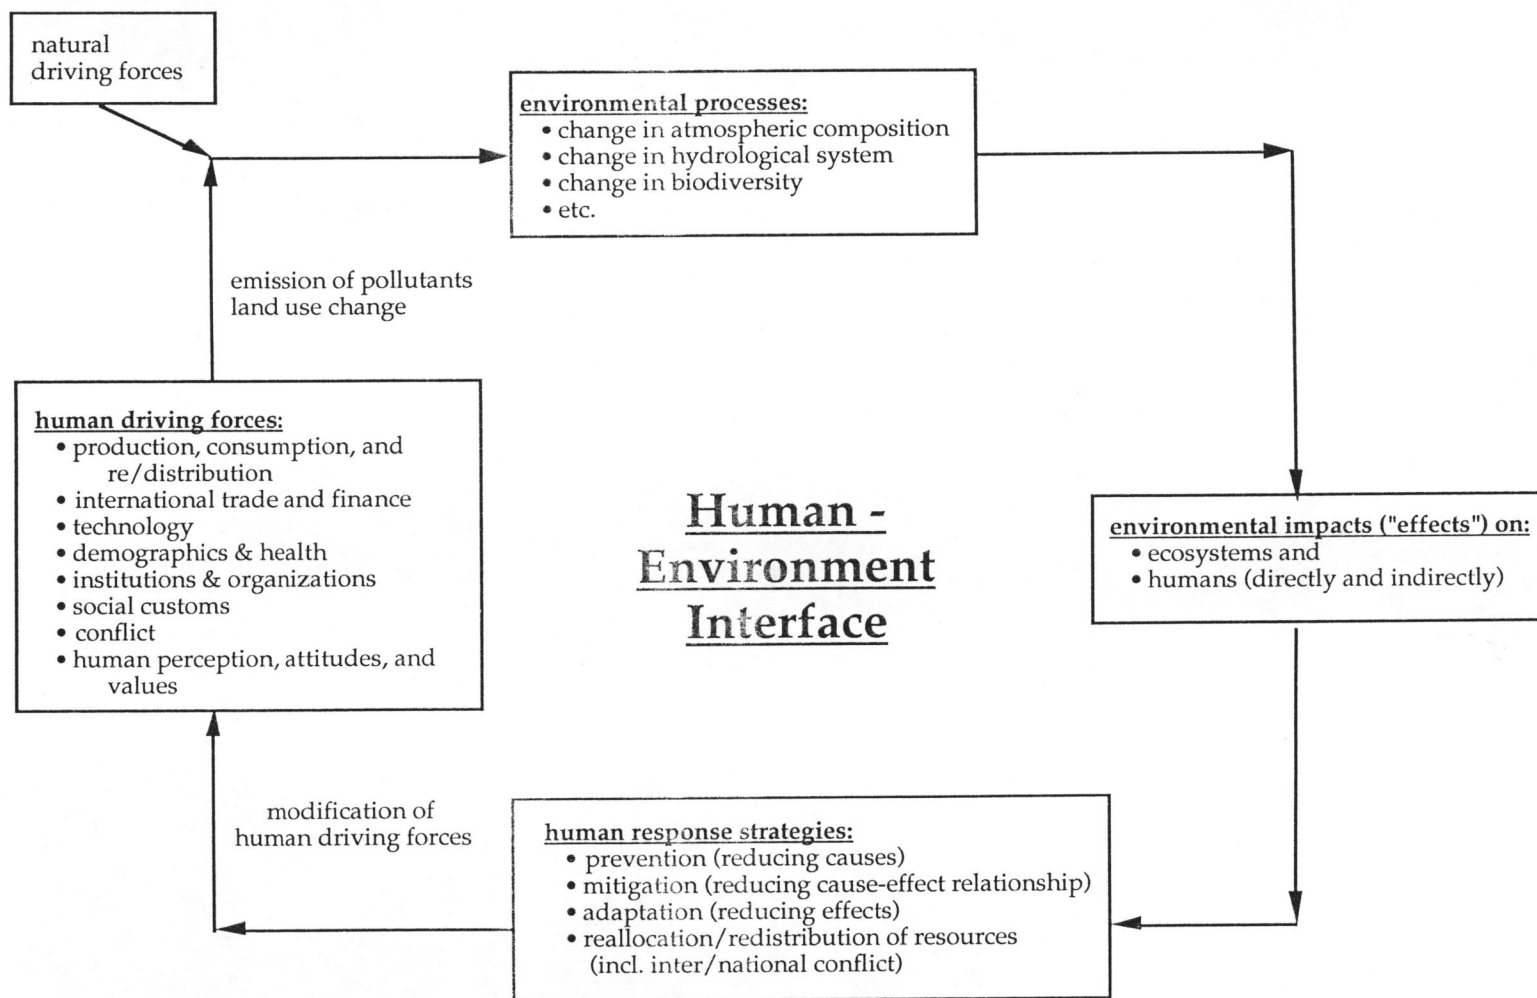 natural
driving forces
environmental processes:
• change in atmospheric composition
• change in hydrological system
• change in biodiversity
• etc.
emission of pollutants
land use change
human driving forces:
• production, consumption, and
re/distribution
• international trade and finance
• technology
• demographics & health
• institutions & organizations
• social customs
• conflict
• human perception, attitudes, and
values
Human -
Environment
Interface
environmental impacts ("effects") on:
• ecosystems and
• humans (directly and indirectly)
modification of
human driving forces
human response strategies:
• prevention (reducing causes)
• mitigation (reducing cause-effect relationship)
• adaptation (reducing effects)
• reallocation/redistribution of resources
(incl. inter/national conflict)